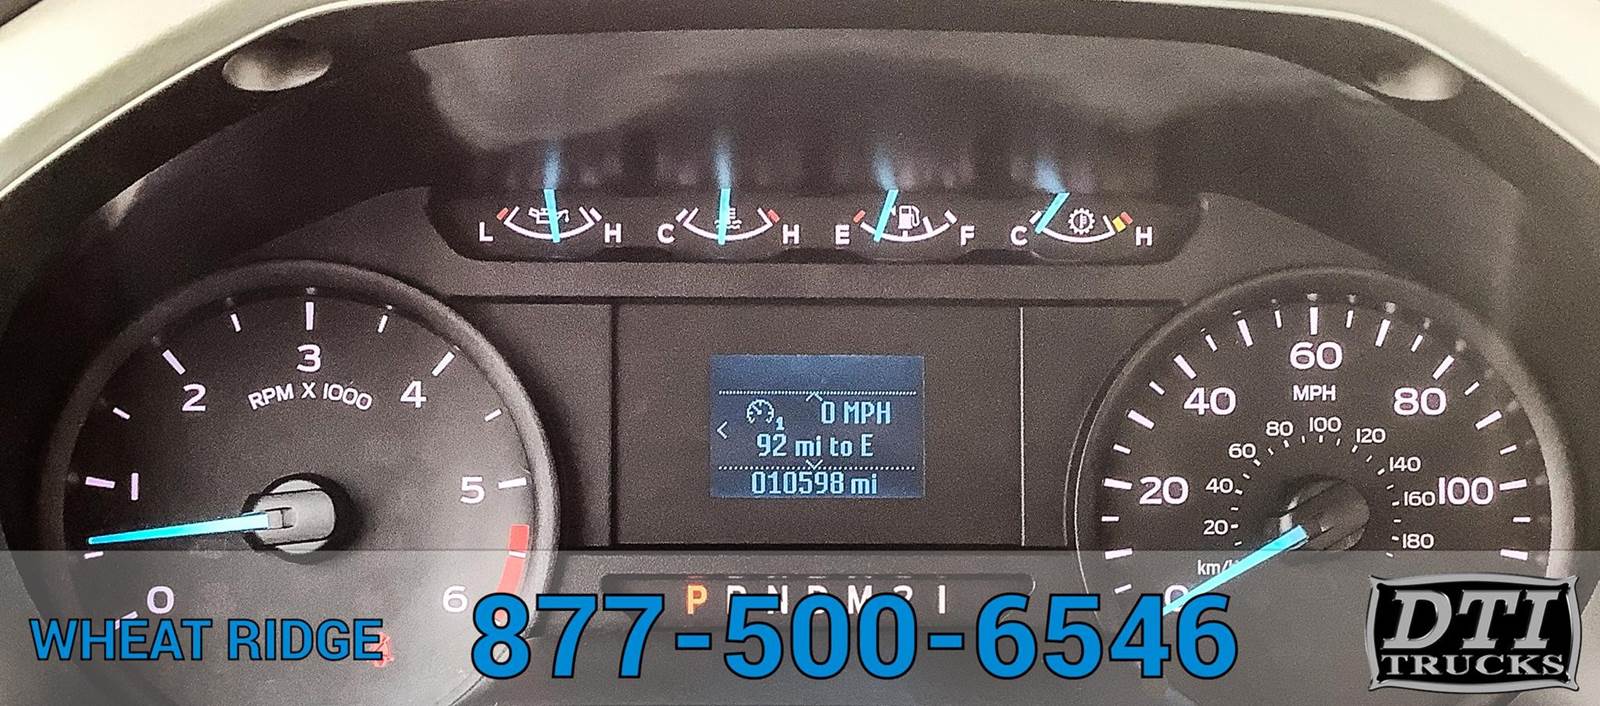 L H C H E F C H
0 1 2 3 4 5 6
RPM X 1000
0 MPH
92 mi to E
010598 mi
0 20 40 60 80 100
MPH
20 40 60 80 100 120 140 160 180
P R N D M 2 1
WHEAT RIDGE
877-500-6546
DTI
TRUCKS